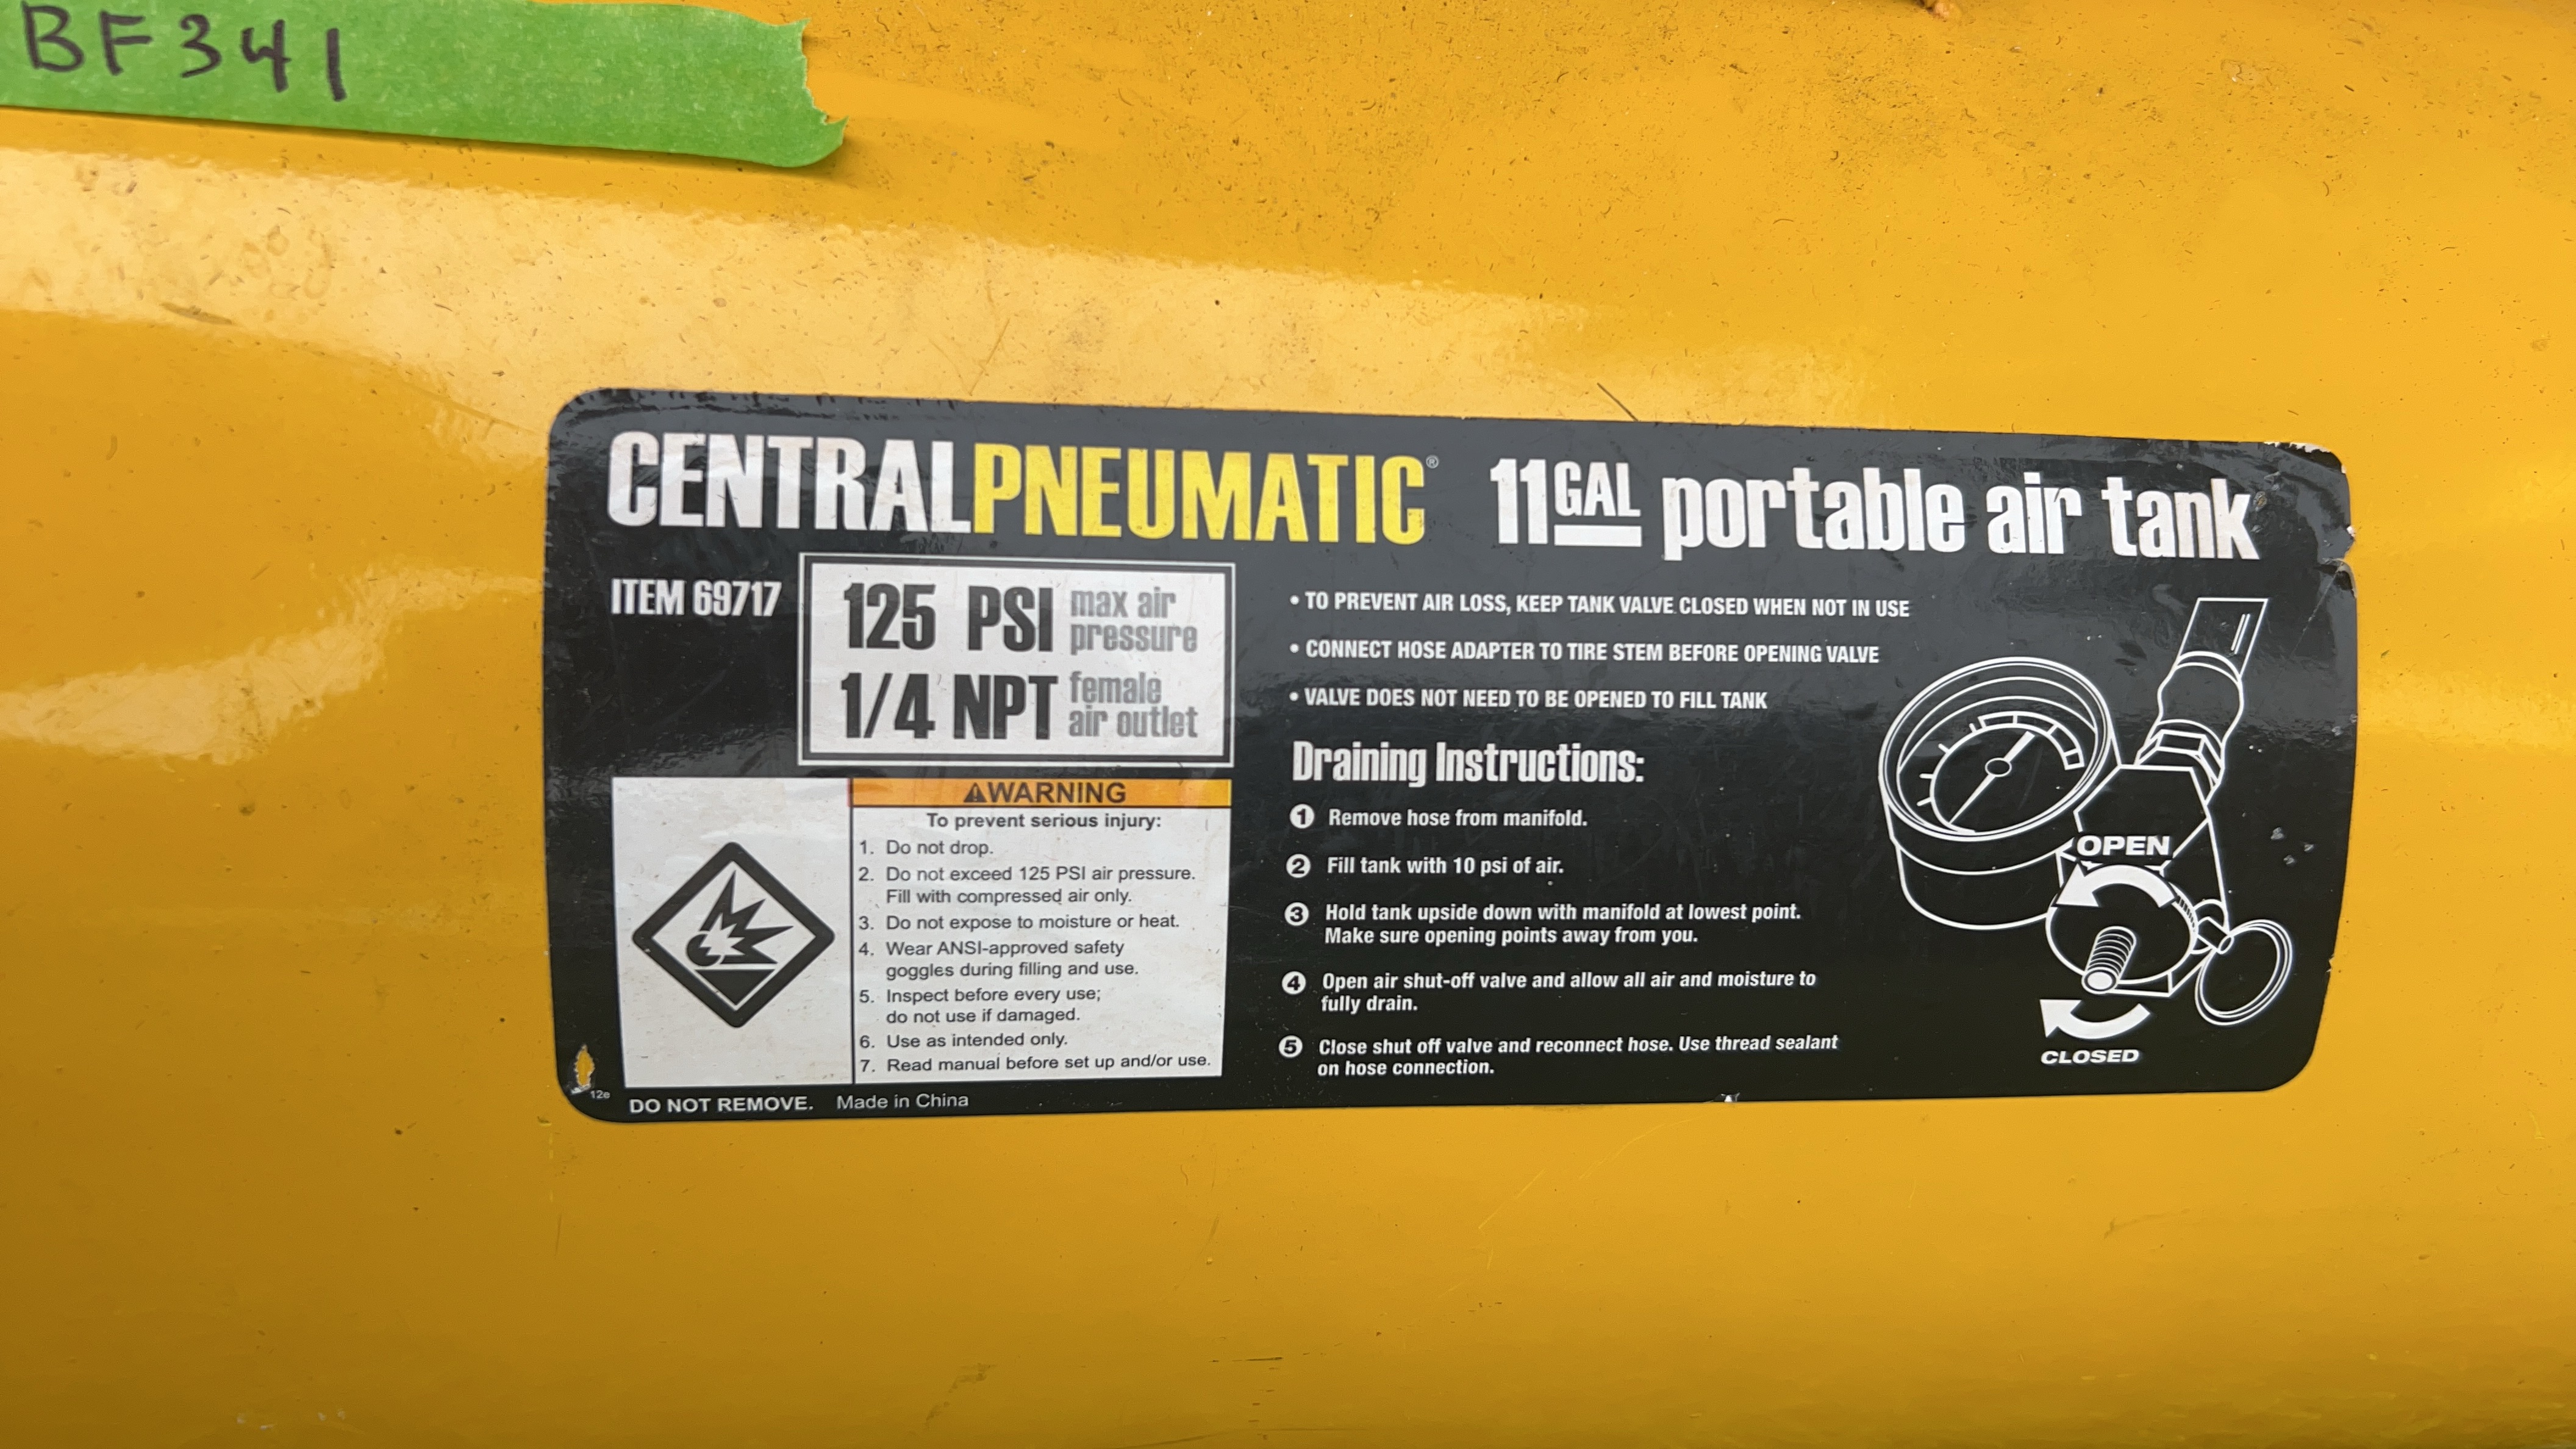 BF341
CENTRALPNEUMATIC® 11GAL portable air tank
ITEM 69717
125 PSI max air pressure
1/4 NPT female air outlet
⚠WARNING
To prevent serious injury:
1. Do not drop.
2. Do not exceed 125 PSI air pressure.
Fill with compressed air only.
3. Do not expose to moisture or heat.
4. Wear ANSI-approved safety
goggles during filling and use.
5. Inspect before every use;
do not use if damaged.
6. Use as intended only.
7. Read manual before set up and/or use.
12e
DO NOT REMOVE. Made in China
• TO PREVENT AIR LOSS, KEEP TANK VALVE CLOSED WHEN NOT IN USE
• CONNECT HOSE ADAPTER TO TIRE STEM BEFORE OPENING VALVE
• VALVE DOES NOT NEED TO BE OPENED TO FILL TANK
Draining Instructions:
1 Remove hose from manifold.
2 Fill tank with 10 psi of air.
3 Hold tank upside down with manifold at lowest point.
Make sure opening points away from you.
4 Open air shut-off valve and allow all air and moisture to
fully drain.
5 Close shut off valve and reconnect hose. Use thread sealant
on hose connection.
OPEN
CLOSED